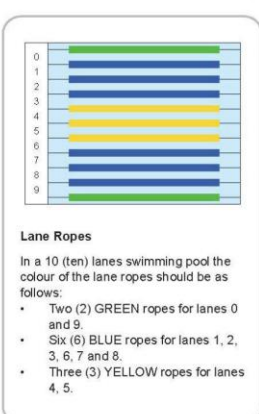 0
1
2
3
4
5
6
7
8
9
Lane Ropes
In a 10 (ten) lanes swimming pool the
colour of the lane ropes should be as
follows:
• Two (2) GREEN ropes for lanes 0
and 9.
• Six (6) BLUE ropes for lanes 1, 2,
3, 6, 7 and 8.
• Three (3) YELLOW ropes for lanes
4, 5.